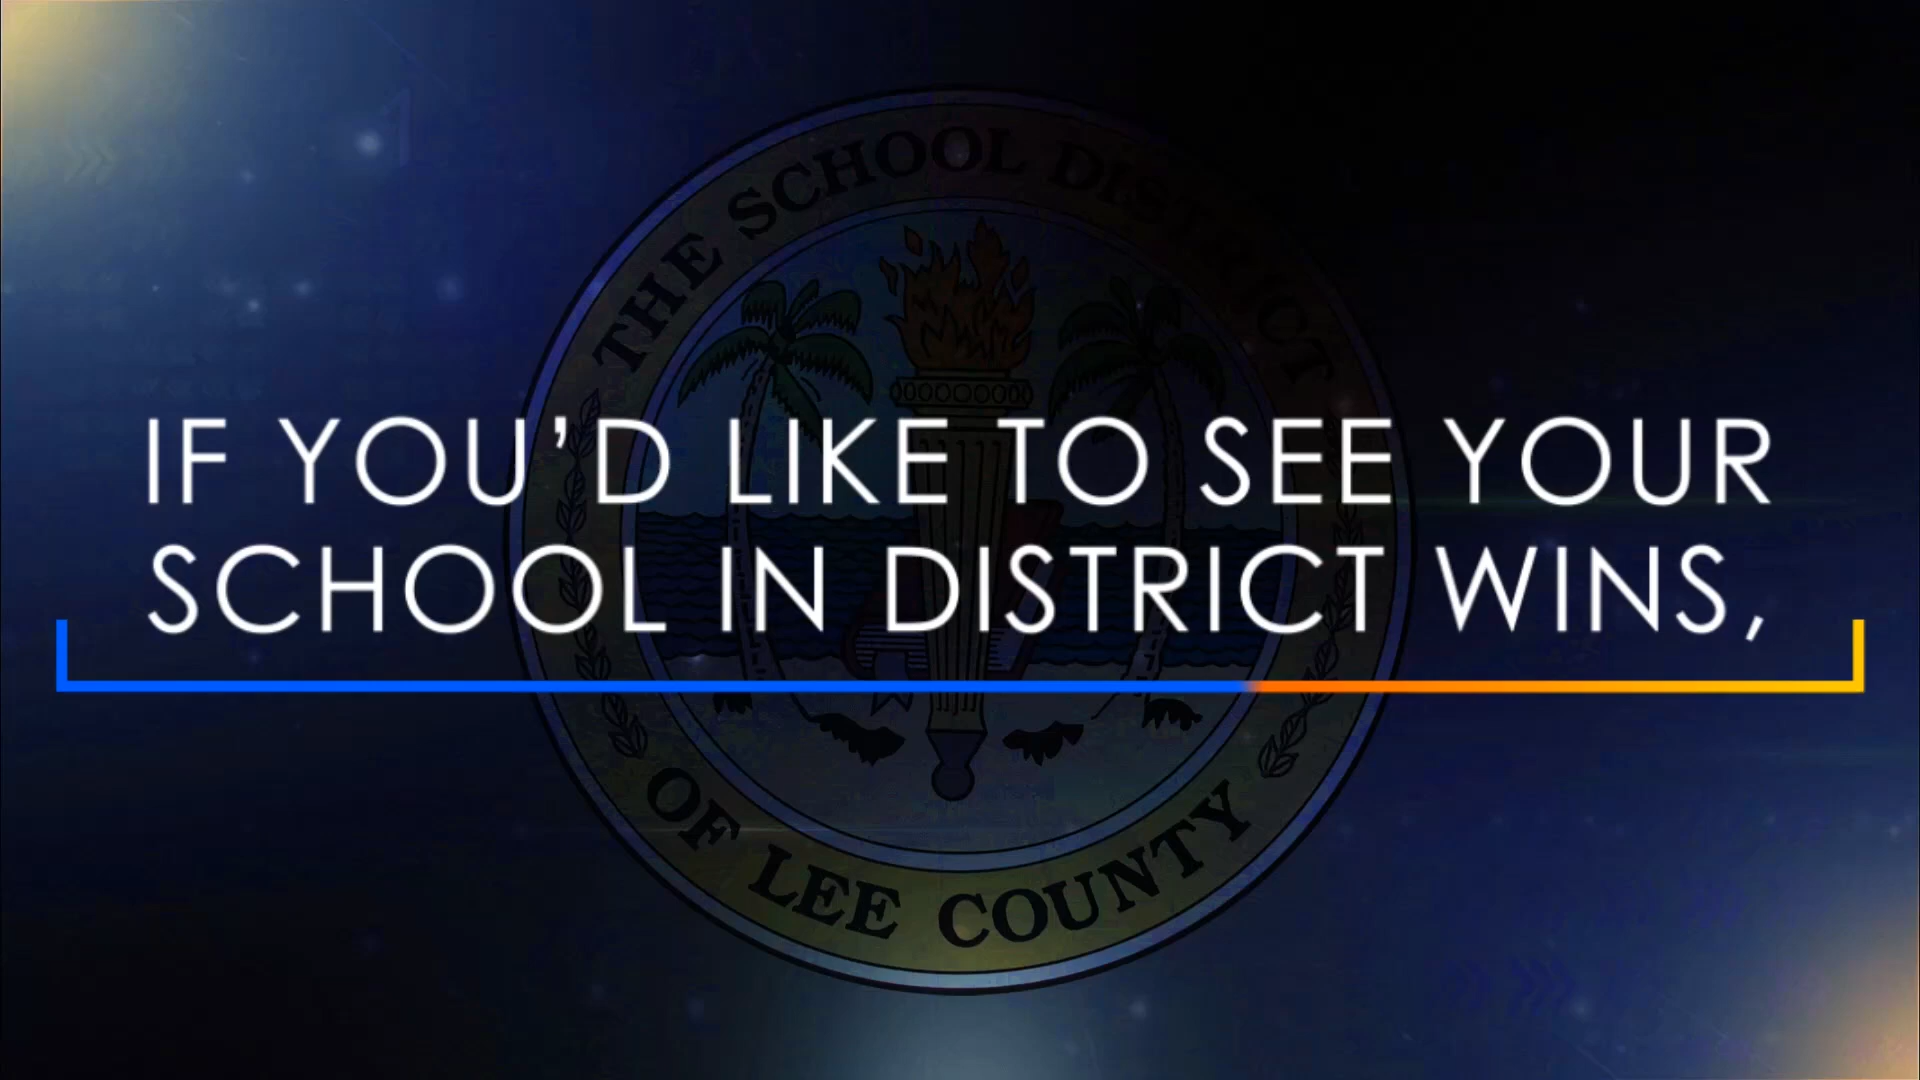 THE SCHOOL DISTRICT
IF YOU’D LIKE TO SEE YOUR
SCHOOL IN DISTRICT WINS,
OF LEE COUNTY